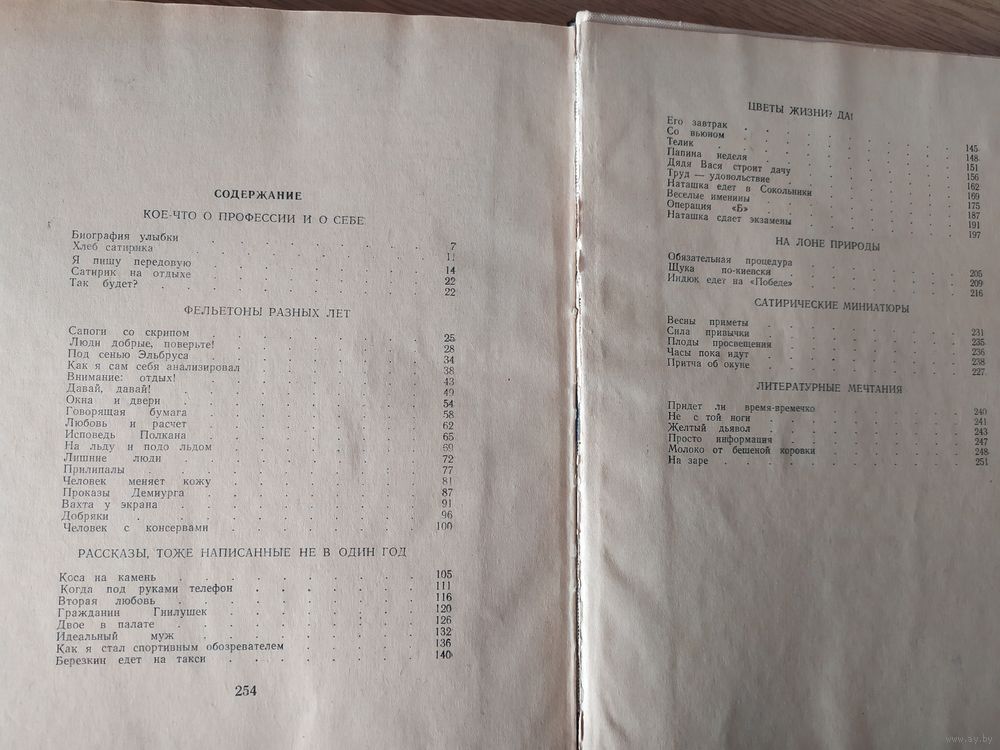 СОДЕРЖАНИЕ
КОЕ-ЧТО О ПРОФЕССИИ И О СЕБЕ
Биография улыбки . . . . . . . . . 7
Хлеб сатирика . . . . . . . . . 11
Я пишу передовую . . . . . . . . . 14
Сатирик на отдыхе . . . . . . . . . 22
Так будет? . . . . . . . . . 22
ФЕЛЬЕТОНЫ РАЗНЫХ ЛЕТ
Сапоги со скрипом . . . . . . . . . 25
Люди добрые, поверьте! . . . . . . . . . 28
Под сенью Эльбруса . . . . . . . . . 34
Как я сам себя анализировал . . . . . . . . . 38
Внимание: отдых! . . . . . . . . . 43
Давай, давай! . . . . . . . . . 49
Окна и двери . . . . . . . . . 54
Говорящая бумага . . . . . . . . . 58
Любовь и расчет . . . . . . . . . 62
Исповедь Полкана . . . . . . . . . 65
На льду и подо льдом . . . . . . . . . 69
Лишние люди . . . . . . . . . 72
Прилипалы . . . . . . . . . 77
Человек меняет кожу . . . . . . . . . 81
Проказы Демиурга . . . . . . . . . 87
Вахта у экрана . . . . . . . . . 91
Добряки . . . . . . . . . 96
Человек с консервами . . . . . . . . . 100
РАССКАЗЫ, ТОЖЕ НАПИСАННЫЕ НЕ В ОДИН ГОД
Коса на камень . . . . . . . . . 105
Когда под руками телефон . . . . . . . . . 111
Вторая любовь . . . . . . . . . 116
Гражданин Гнилушек . . . . . . . . . 120
Двое в палате . . . . . . . . . 126
Идеальный муж . . . . . . . . . 132
Как я стал спортивным обозревателем . . . . . . 136
Березкин едет на такси . . . . . . . . . 140
254
ЦВЕТЫ ЖИЗНИ? ДА!
Его завтрак . . . . . . . . . 145
Со вьюном . . . . . . . . . 148
Телик . . . . . . . . . 151
Папина неделя . . . . . . . . . 156
Дядя Вася строит дачу . . . . . . . . . 162
Труд — удовольствие . . . . . . . . . 169
Наташка едет в Сокольники . . . . . . . . . 175
Веселые именины . . . . . . . . . 187
Операция «Б» . . . . . . . . . 191
Наташка сдает экзамены . . . . . . . . . 197
НА ЛОНЕ ПРИРОДЫ
Обязательная процедура . . . . . . . . . 205
Щука по-киевски . . . . . . . . . 209
Индюк едет на «Победе» . . . . . . . . . 216
САТИРИЧЕСКИЕ МИНИАТЮРЫ
Весны приметы . . . . . . . . . 231
Сила привычки . . . . . . . . . 235
Плоды просвещения . . . . . . . . . 236
Часы пока идут . . . . . . . . . 238
Притча об окуне . . . . . . . . . 227
ЛИТЕРАТУРНЫЕ МЕЧТАНИЯ
Придет ли время-времечко . . . . . . . . . 240
Не с той ноги . . . . . . . . . 241
Желтый дьявол . . . . . . . . . 243
Просто информация . . . . . . . . . 247
Молоко от бешеной коровки . . . . . . . . . 248
На заре . . . . . . . . . 251
www.ay.by